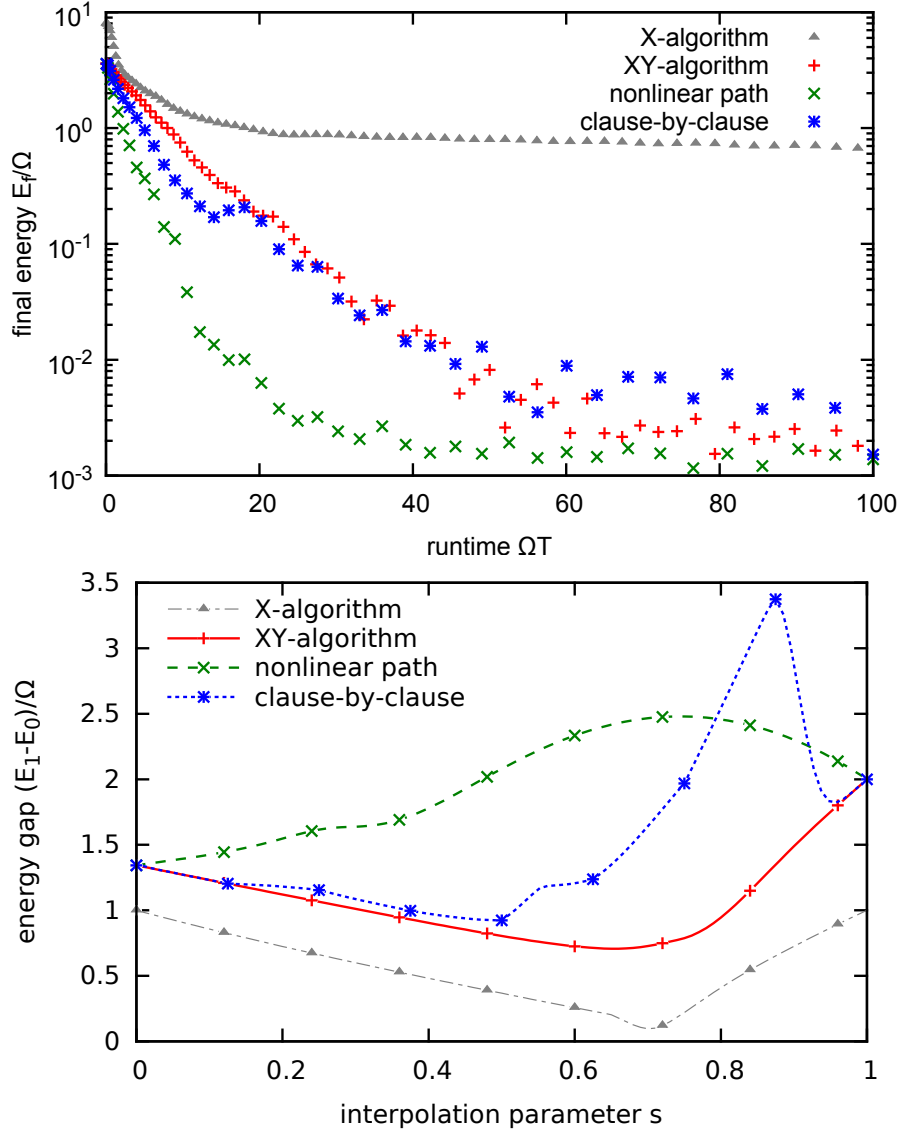 10^1
10^0
10^-1
10^-2
10^-3
final energy E_f/Ω
X-algorithm
XY-algorithm
nonlinear path
clause-by-clause
0 20 40 60 80 100
runtime ΩT
3.5
3
2.5
2
1.5
1
0.5
0
energy gap (E_1-E_0)/Ω
X-algorithm
XY-algorithm
nonlinear path
clause-by-clause
0 0.2 0.4 0.6 0.8 1
interpolation parameter s